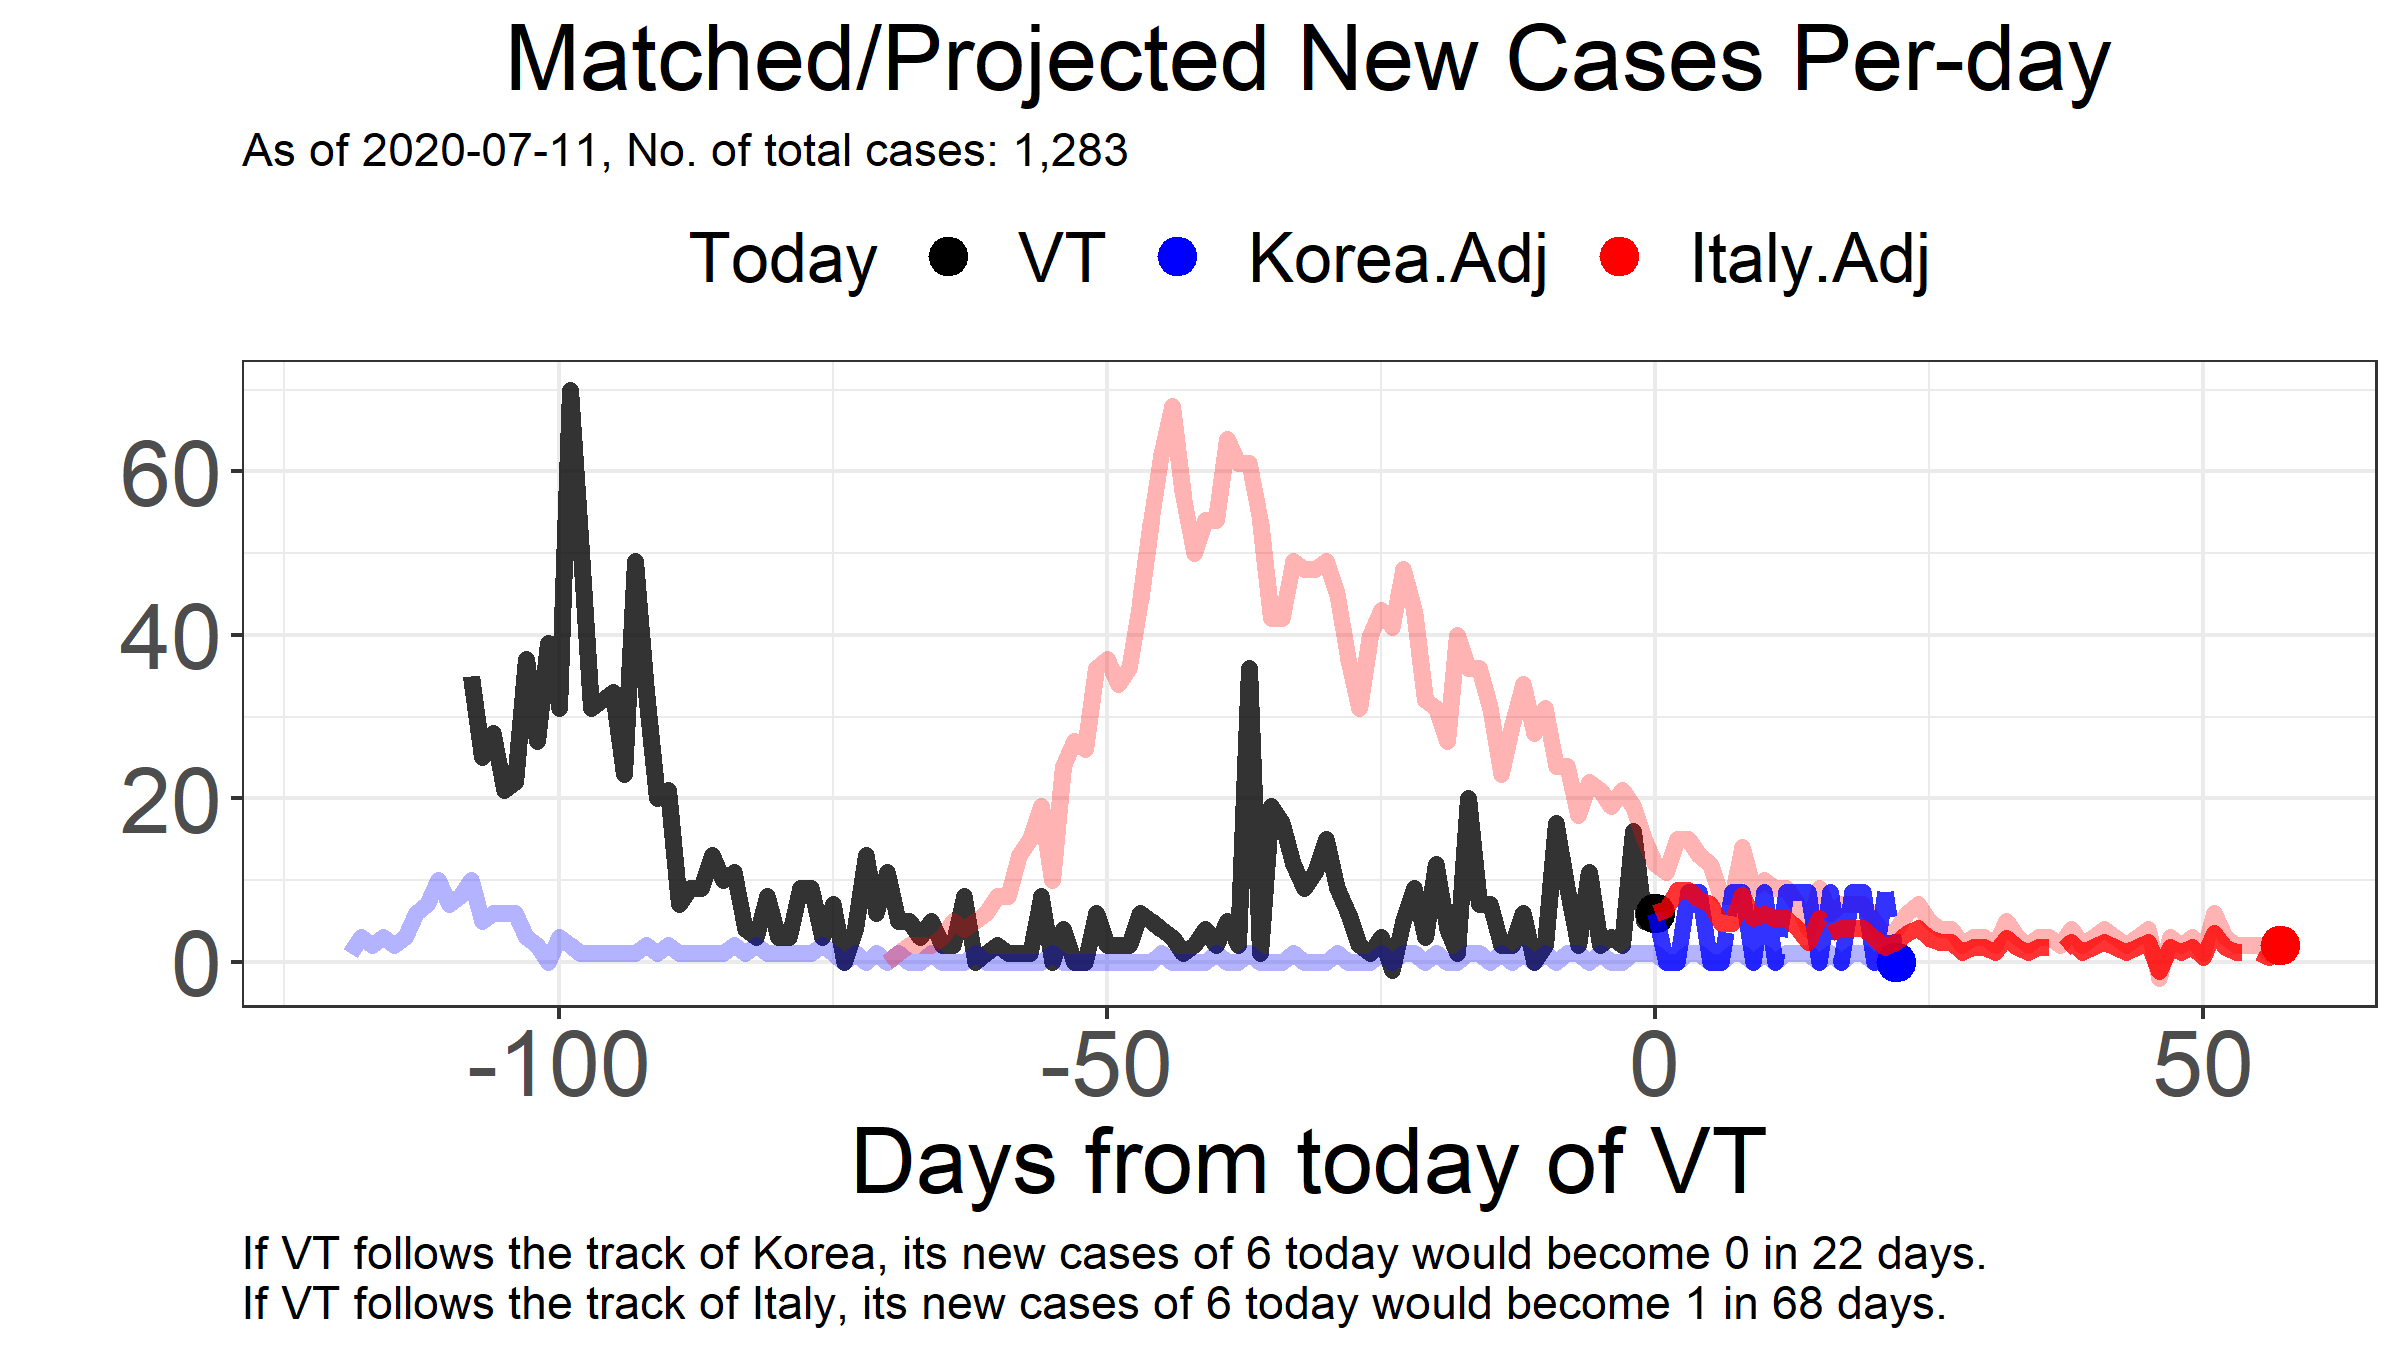 Matched/Projected New Cases Per-day
As of 2020-07-11, No. of total cases: 1,283
Today VT Korea.Adj Italy.Adj
60
40
20
0
-100 -50 0 50
Days from today of VT
If VT follows the track of Korea, its new cases of 6 today would become 0 in 22 days.
If VT follows the track of Italy, its new cases of 6 today would become 1 in 68 days.